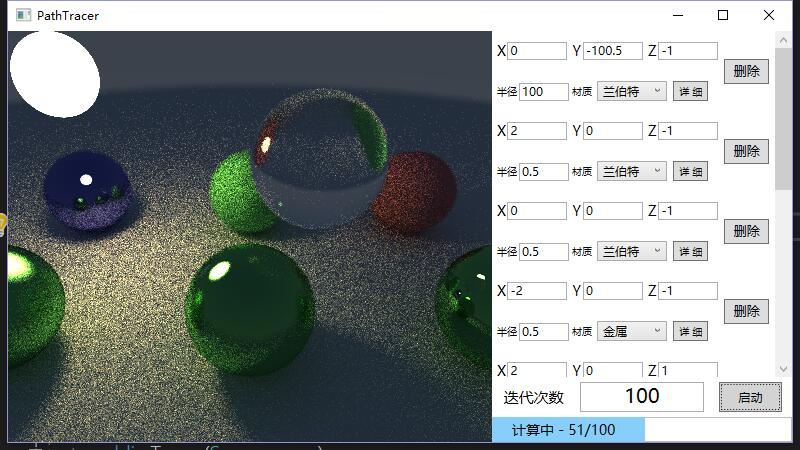 PathTracer
X 0 Y -100.5 Z -1
删除
半径 100 材质 兰伯特 详细
X 2 Y 0 Z -1
删除
半径 0.5 材质 兰伯特 详细
X 0 Y 0 Z -1
删除
半径 0.5 材质 兰伯特 详细
X -2 Y 0 Z -1
删除
半径 0.5 材质 金属 详细
X 2 Y 0 Z 1
迭代次数 100 启动
计算中 - 51/100